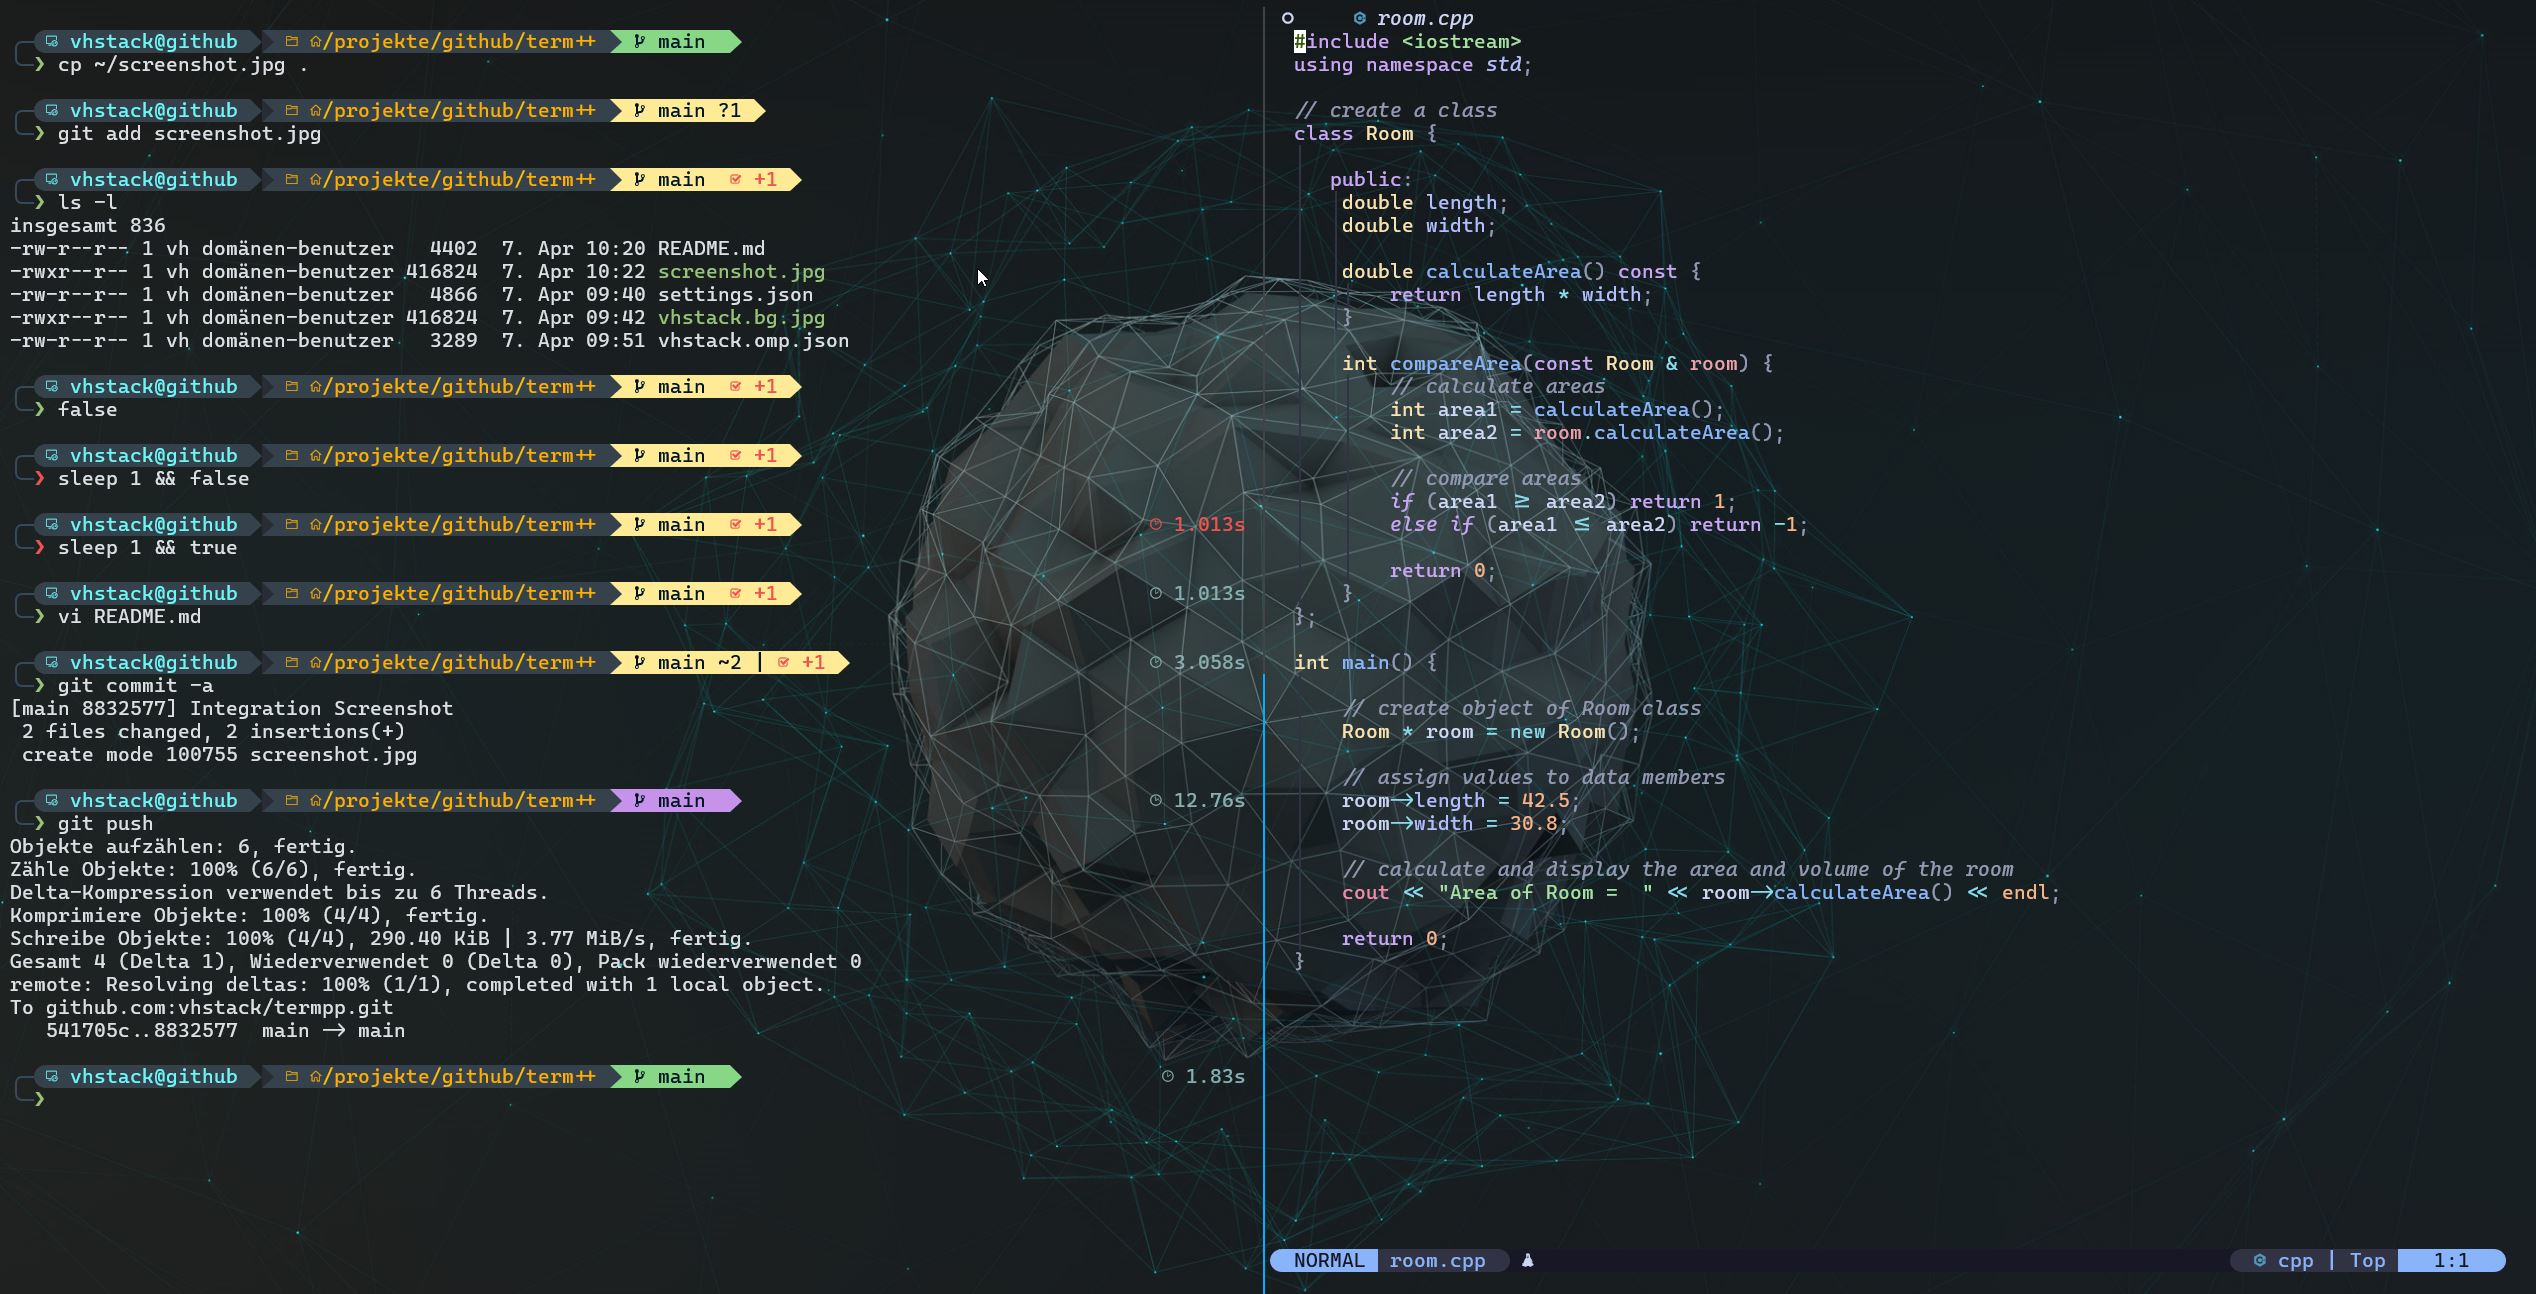 vhstack@github /projekte/github/term++ main
❯ cp ~/screenshot.jpg .
vhstack@github /projekte/github/term++ main ?1
❯ git add screenshot.jpg
vhstack@github /projekte/github/term++ main +1
❯ ls -l
insgesamt 836
-rw-r--r-- 1 vh domänen-benutzer   4402  7. Apr 10:20 README.md
-rwxr--r-- 1 vh domänen-benutzer 416824  7. Apr 10:22 screenshot.jpg
-rw-r--r-- 1 vh domänen-benutzer   4866  7. Apr 09:40 settings.json
-rwxr--r-- 1 vh domänen-benutzer 416824  7. Apr 09:42 vhstack.bg.jpg
-rw-r--r-- 1 vh domänen-benutzer   3289  7. Apr 09:51 vhstack.omp.json
vhstack@github /projekte/github/term++ main +1
❯ false
vhstack@github /projekte/github/term++ main +1
❯ sleep 1 && false
vhstack@github /projekte/github/term++ main +1 1.013s
❯ sleep 1 && true
vhstack@github /projekte/github/term++ main +1 1.013s
❯ vi README.md
vhstack@github /projekte/github/term++ main ~2 | +1 3.058s
❯ git commit -a
[main 8832577] Integration Screenshot
 2 files changed, 2 insertions(+)
 create mode 100755 screenshot.jpg
vhstack@github /projekte/github/term++ main 12.76s
❯ git push
Objekte aufzählen: 6, fertig.
Zähle Objekte: 100% (6/6), fertig.
Delta-Kompression verwendet bis zu 6 Threads.
Komprimiere Objekte: 100% (4/4), fertig.
Schreibe Objekte: 100% (4/4), 290.40 KiB | 3.77 MiB/s, fertig.
Gesamt 4 (Delta 1), Wiederverwendet 0 (Delta 0), Pack wiederverwendet 0
remote: Resolving deltas: 100% (1/1), completed with 1 local object.
To github.com:vhstack/termpp.git
   541705c..8832577  main -> main
vhstack@github /projekte/github/term++ main 1.83s
❯
room.cpp
#include <iostream>
using namespace std;
// create a class
class Room {
   public:
    double length;
    double width;
    double calculateArea() const {
        return length * width;
    }
    int compareArea(const Room & room) {
        // calculate areas
        int area1 = calculateArea();
        int area2 = room.calculateArea();
        // compare areas
        if (area1 ≥ area2) return 1;
        else if (area1 ≤ area2) return -1;
        return 0;
    }
};
int main() {
    // create object of Room class
    Room * room = new Room();
    // assign values to data members
    room->length = 42.5;
    room->width = 30.8;
    // calculate and display the area and volume of the room
    cout << "Area of Room =  " << room->calculateArea() << endl;
    return 0;
}
NORMAL room.cpp cpp | Top 1:1